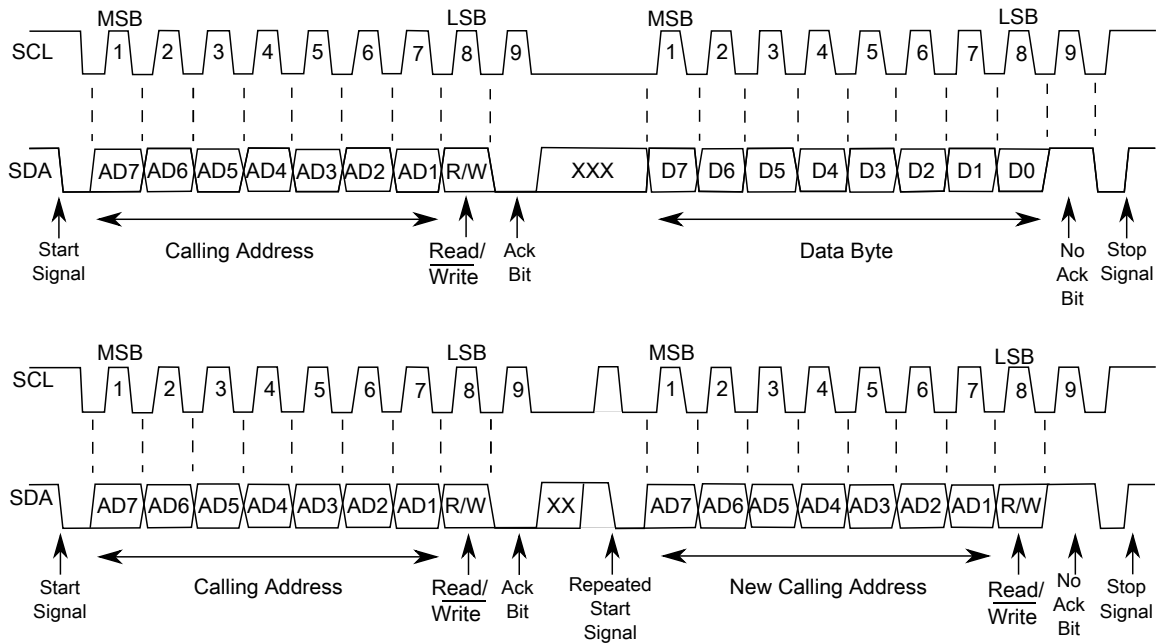 MSB LSB MSB LSB
SCL 1 2 3 4 5 6 7 8 9 1 2 3 4 5 6 7 8 9
SDA AD7 AD6 AD5 AD4 AD3 AD2 AD1 R/W XXX D7 D6 D5 D4 D3 D2 D1 D0
Start Signal
Calling Address
Read/ Write
Ack Bit
Data Byte
No Ack Bit
Stop Signal
MSB LSB MSB LSB
SCL 1 2 3 4 5 6 7 8 9 1 2 3 4 5 6 7 8 9
SDA AD7 AD6 AD5 AD4 AD3 AD2 AD1 R/W XX AD7 AD6 AD5 AD4 AD3 AD2 AD1 R/W
Start Signal
Calling Address
Read/ Write
Ack Bit
Repeated Start Signal
New Calling Address
Read/ Write
No Ack Bit
Stop Signal